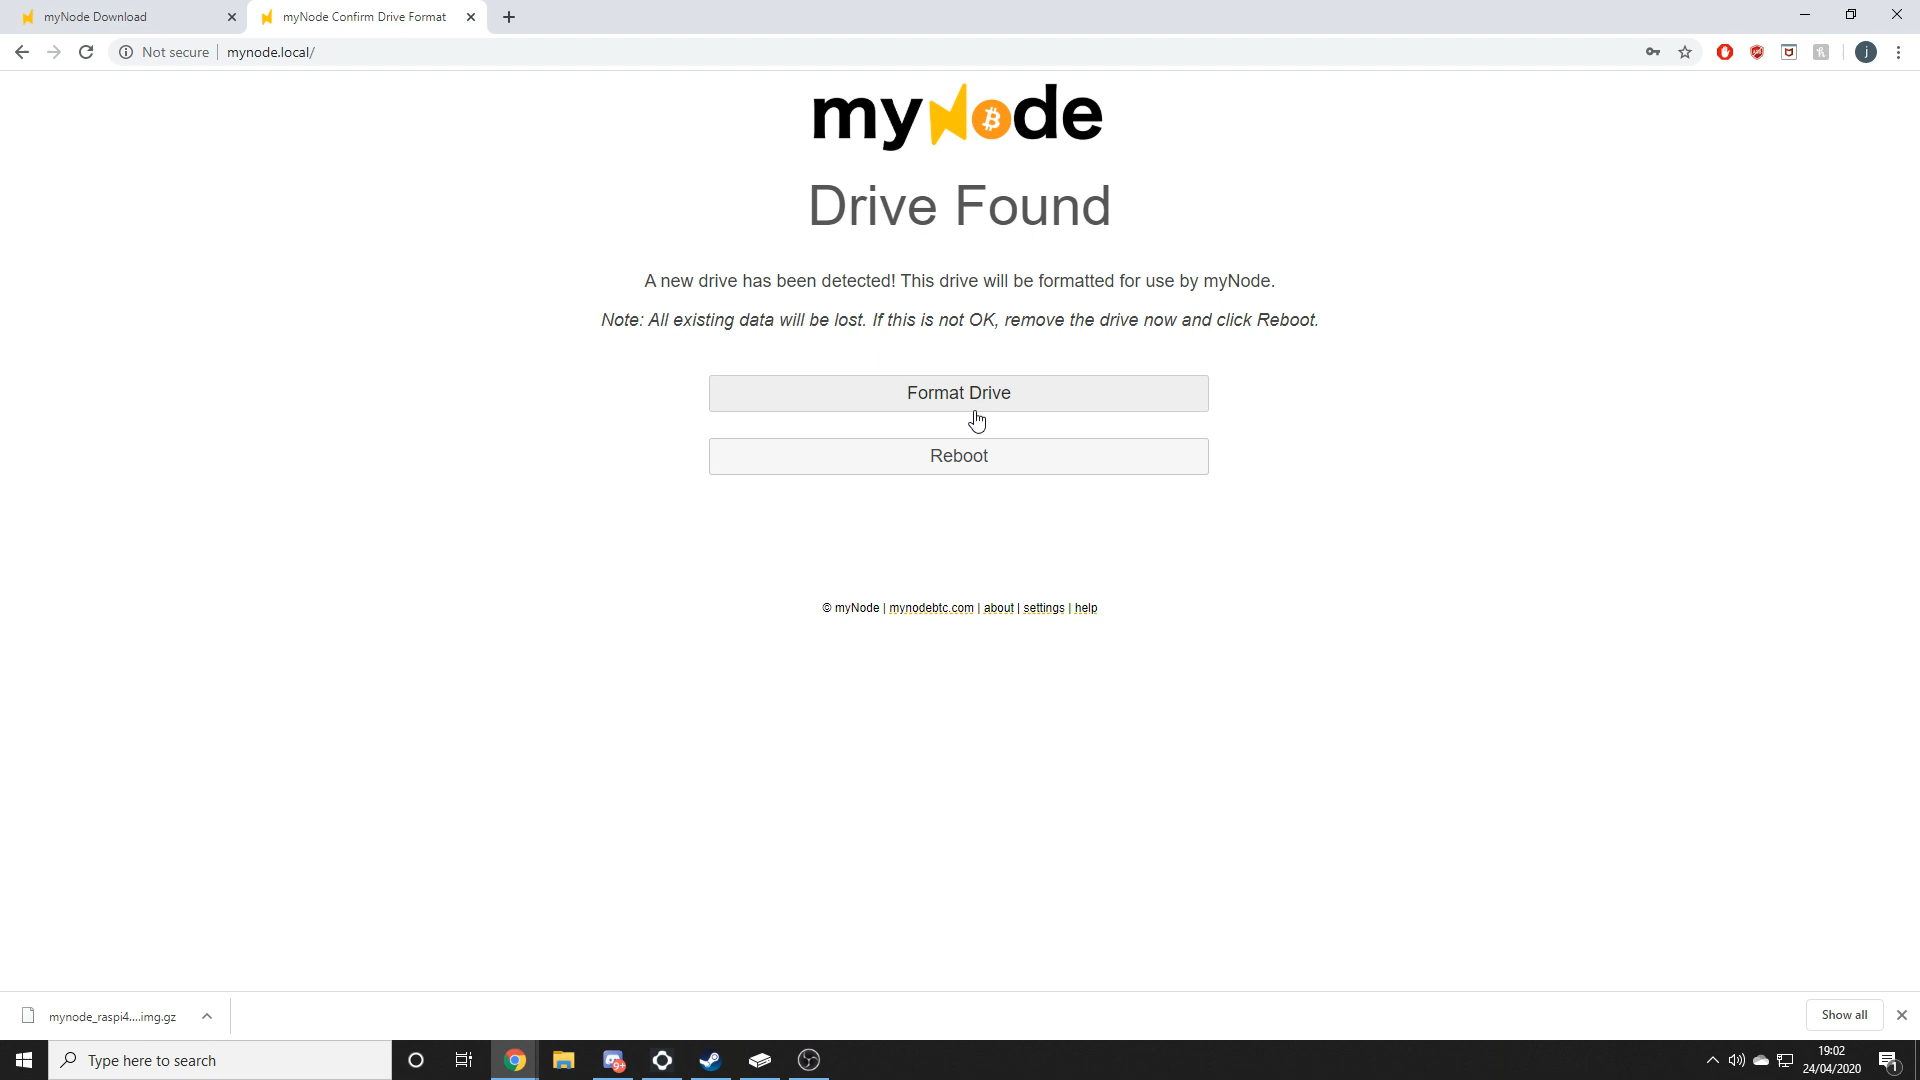 myNode Download
myNode Confirm Drive Format
Not secure
mynode.local/
j
myNode
Drive Found
A new drive has been detected! This drive will be formatted for use by myNode.
Note: All existing data will be lost. If this is not OK, remove the drive now and click Reboot.
Format Drive
Reboot
© myNode | mynodebtc.com | about | settings | help
mynode_raspi4....img.gz
Show all
Type here to search
9+
19:02
24/04/2020
1